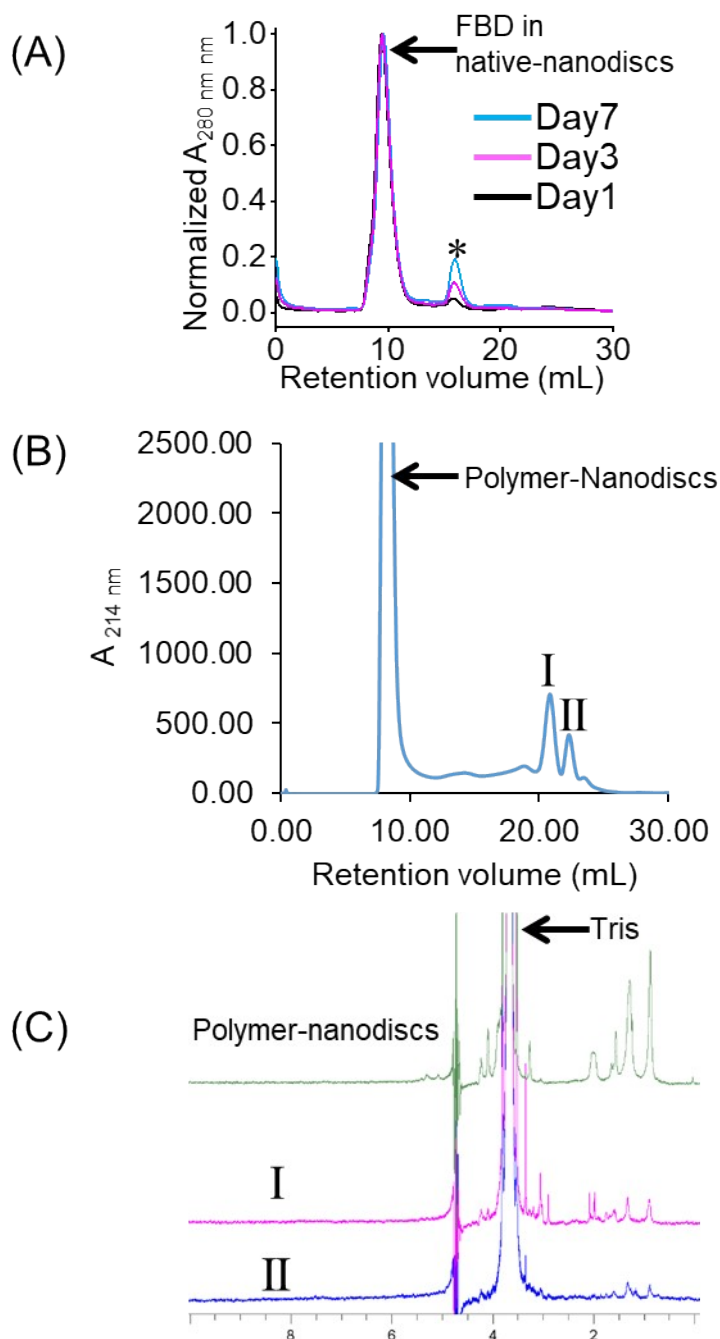 (A)
FBD in
native-nanodiscs
Day7
Day3
Day1
*
Normalized A280 nm nm
1.0
0.8
0.6
0.4
0.2
0.0
0 10 20 30
Retention volume (mL)
(B)
Polymer-Nanodiscs
A 214 nm
2500.00
2000.00
1500.00
1000.00
500.00
0.00
I
II
0.00 10.00 20.00 30.00
Retention volume (mL)
(C)
Tris
Polymer-nanodiscs
I
II
8 6 4 2